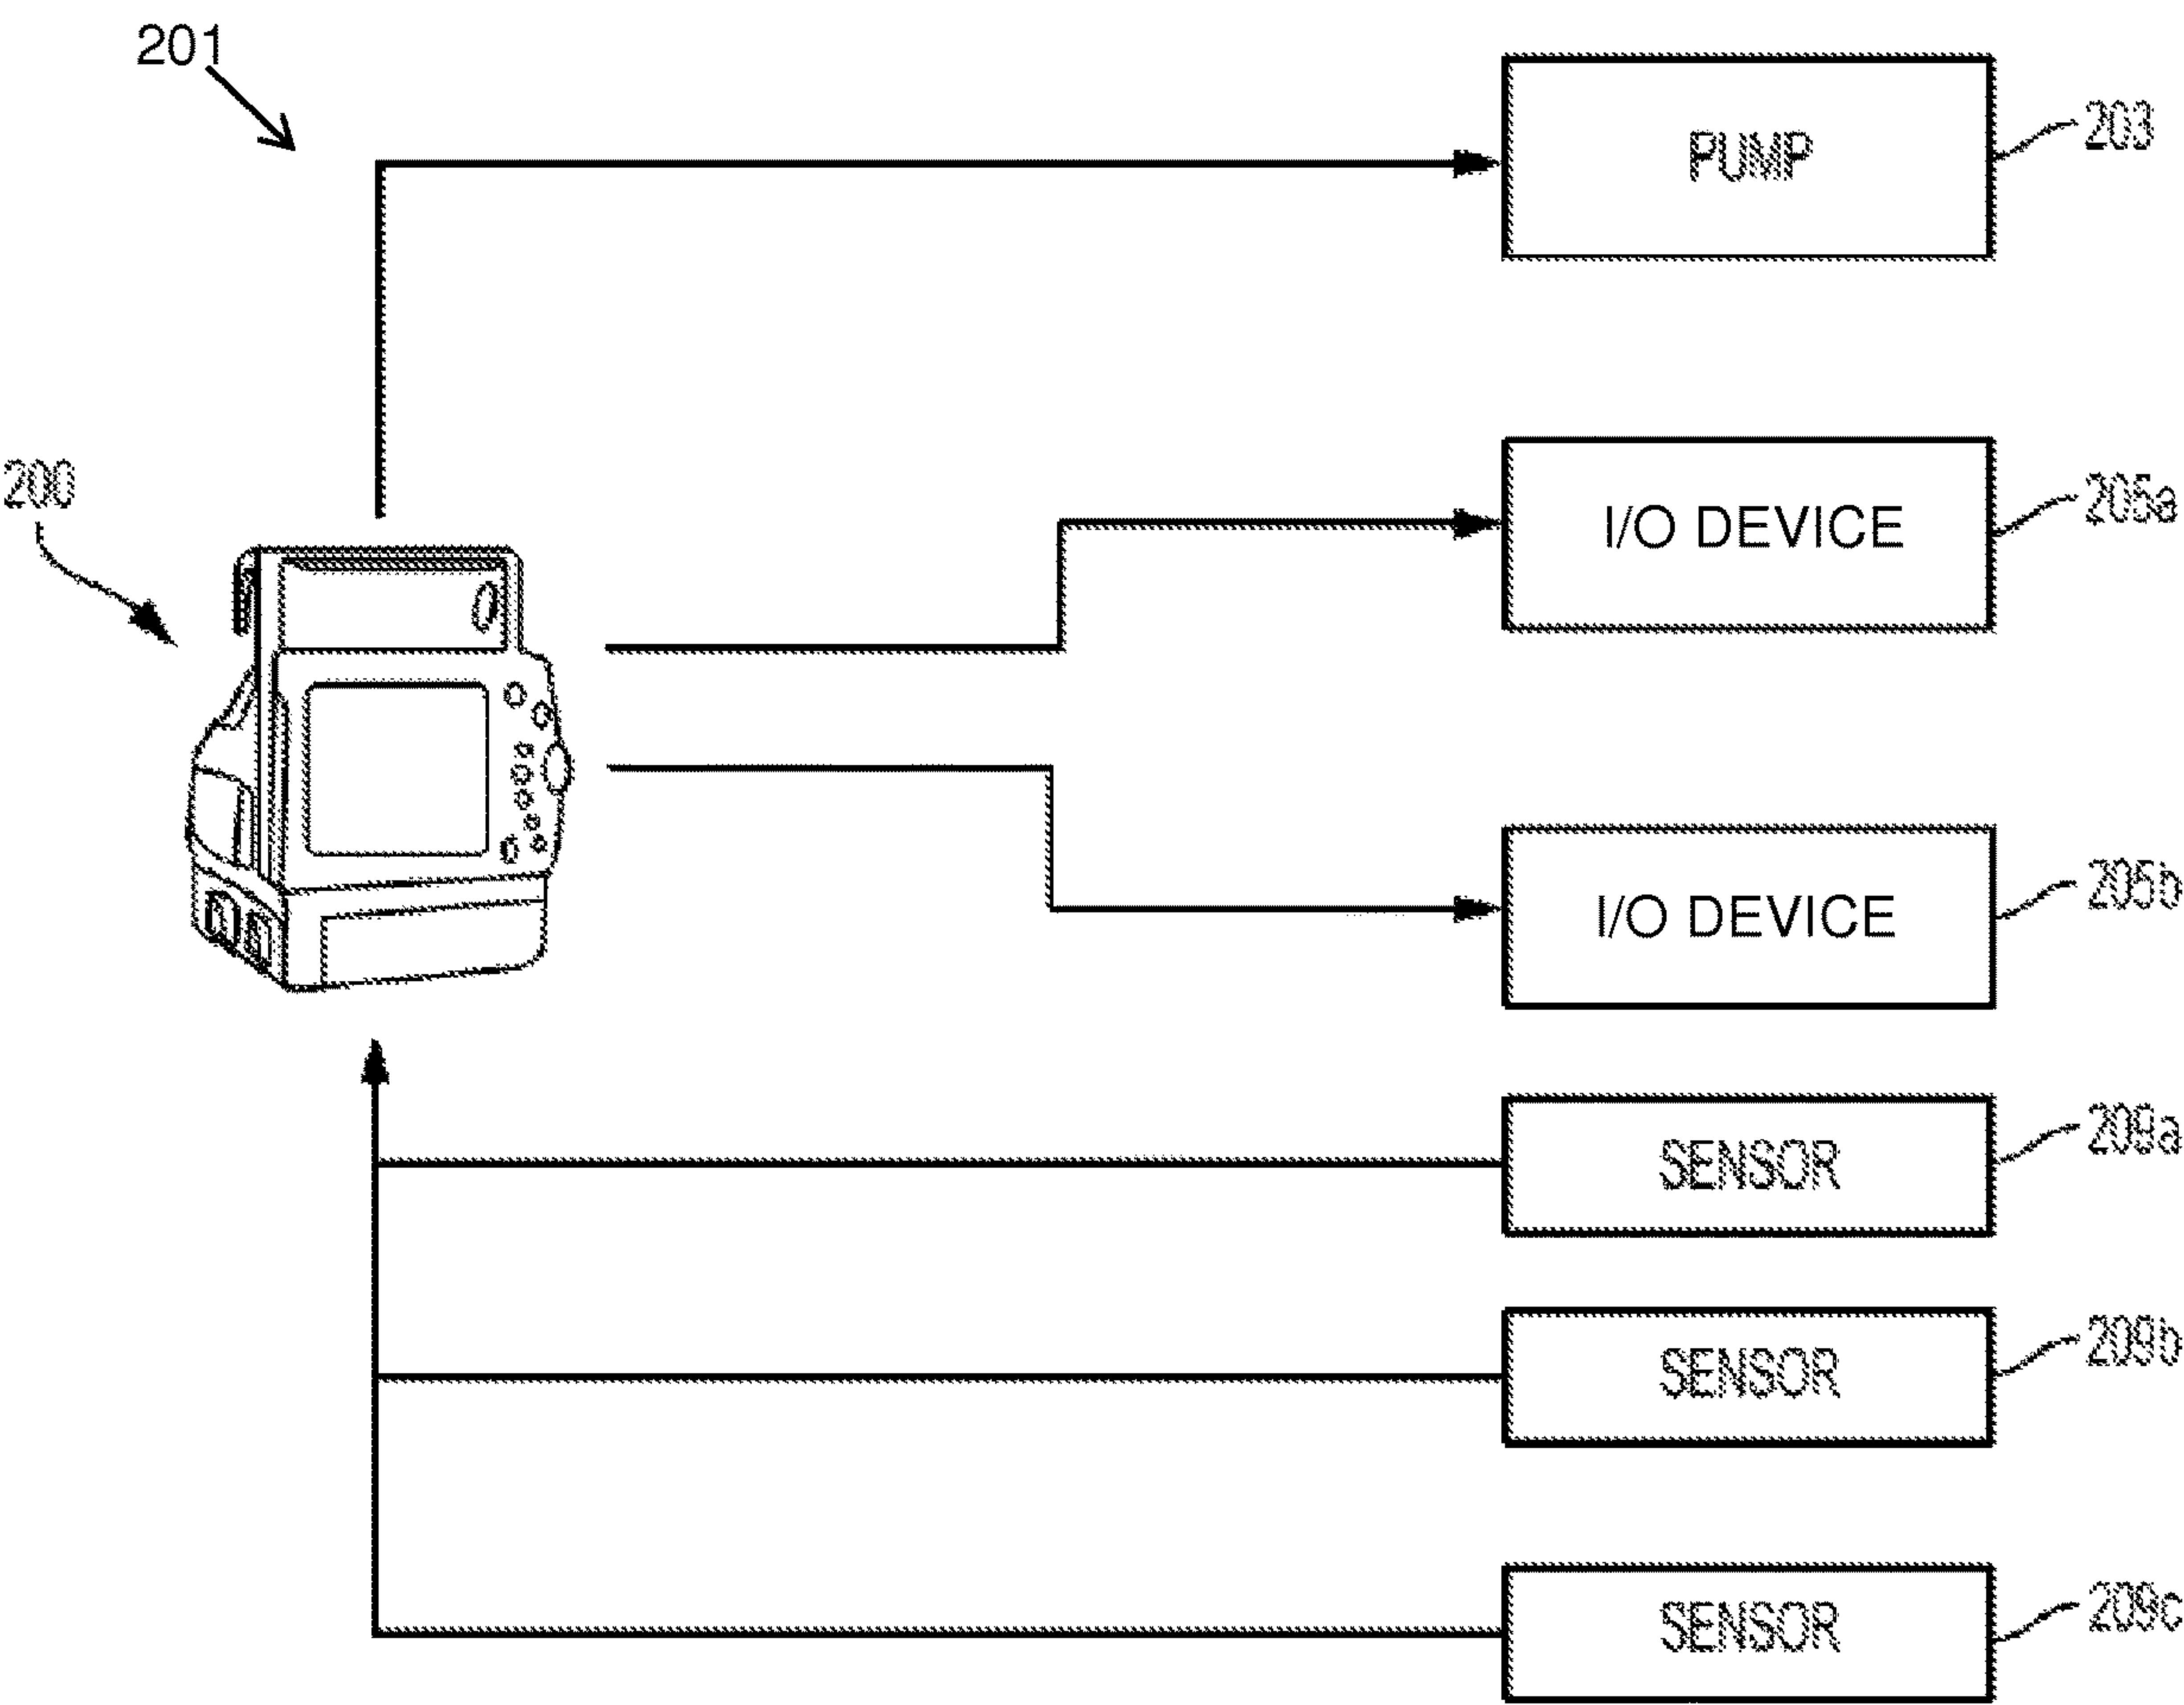 201
PUMP
203
200
I/O DEVICE
205a
I/O DEVICE
205b
SENSOR
209a
SENSOR
209b
SENSOR
209c